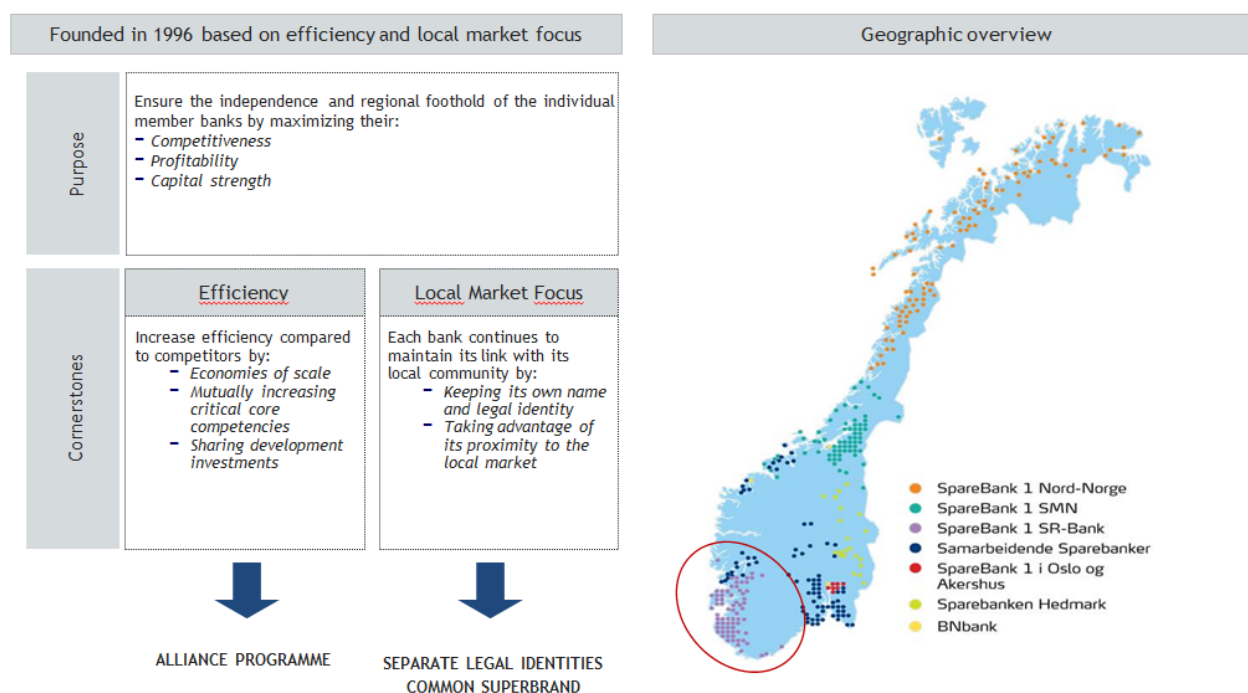 Founded in 1996 based on efficiency and local market focus
Purpose
Ensure the independence and regional foothold of the individual
member banks by maximizing their:
– Competitiveness
– Profitability
– Capital strength
Cornerstones
Efficiency
Increase efficiency compared
to competitors by:
– Economies of scale
– Mutually increasing
critical core
competencies
– Sharing development
investments
Local Market Focus
Each bank continues to
maintain its link with its
local community by:
– Keeping its own name
and legal identity
– Taking advantage of
its proximity to the
local market
ALLIANCE PROGRAMME
SEPARATE LEGAL IDENTITIES
COMMON SUPERBRAND
Geographic overview
SpareBank 1 Nord-Norge
SpareBank 1 SMN
SpareBank 1 SR-Bank
Samarbeidende Sparebanker
SpareBank 1 i Oslo og
Akershus
Sparebanken Hedmark
BNbank